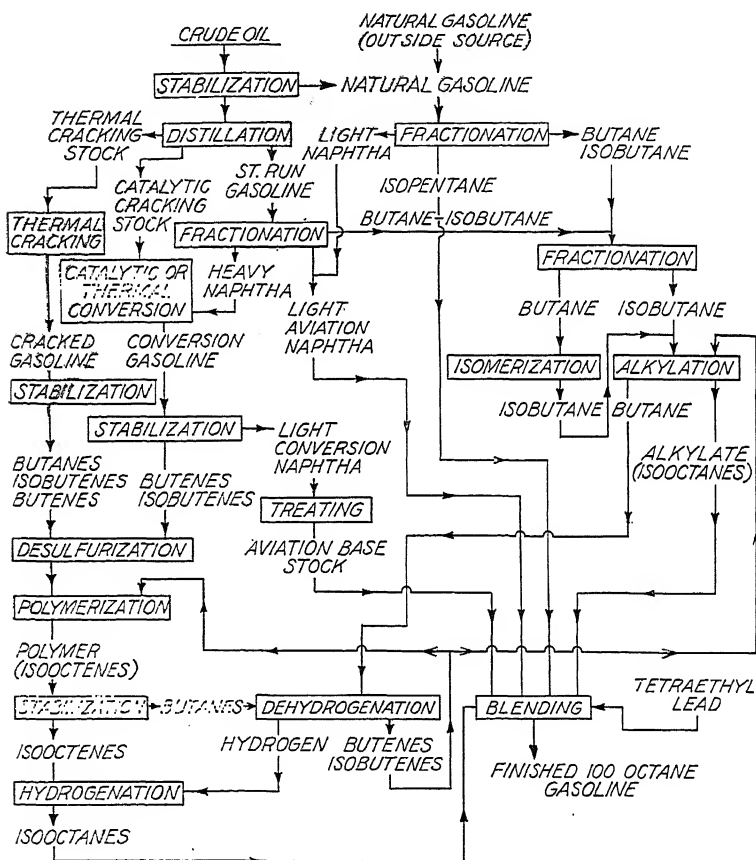 CRUDE OIL
NATURAL GASOLINE
(OUTSIDE SOURCE)
STABILIZATION
NATURAL GASOLINE
THERMAL
CRACKING
STOCK
DISTILLATION
LIGHT
NAPHTHA
FRACTIONATION
BUTANE
ISOBUTANE
CATALYTIC
CRACKING
STOCK
ST. RUN
GASOLINE
ISOPENTANE
BUTANE-ISOBUTANE
THERMAL
CRACKING
FRACTIONATION
FRACTIONATION
CATALYTIC OR
THERMAL
CONVERSION
HEAVY
NAPHTHA
LIGHT
AVIATION
NAPHTHA
BUTANE
ISOBUTANE
CRACKED
GASOLINE
CONVERSION
GASOLINE
ISOMERIZATION
ALKYLATION
STABILIZATION
ISOBUTANE
BUTANE
STABILIZATION
LIGHT
CONVERSION
NAPHTHA
ALKYLATE
(ISOOCTANES)
BUTANES
ISOBUTENES
BUTENES
BUTENES
ISOBUTENES
TREATING
DESULFURIZATION
AVIATION BASE
STOCK
POLYMERIZATION
POLYMER
(ISOOCTENES)
TETRAETHYL
LEAD
STABILIZATION
BUTANES
DEHYDROGENATION
BLENDING
ISOOCTENES
HYDROGEN
BUTENES
ISOBUTENES
FINISHED 100 OCTANE
GASOLINE
HYDROGENATION
ISOOCTANES